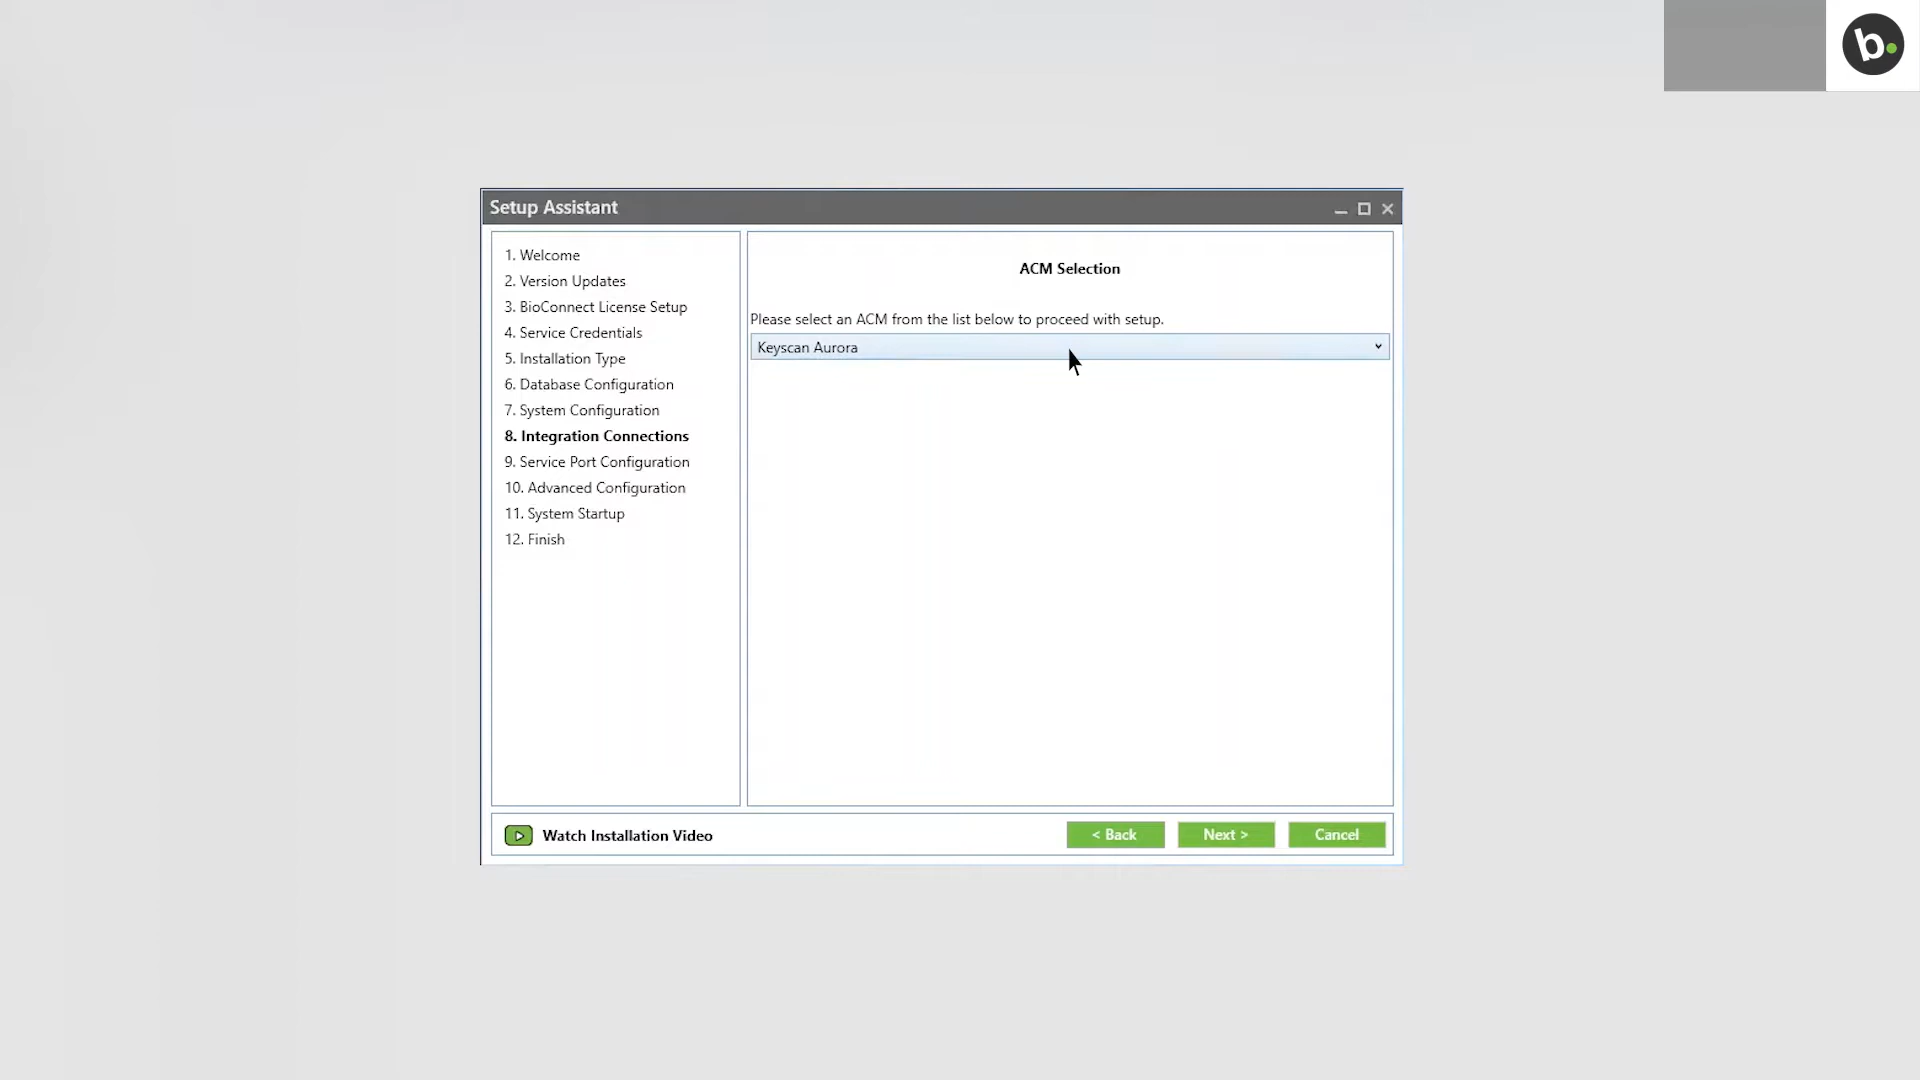 b.
Setup Assistant
1. Welcome
2. Version Updates
3. BioConnect License Setup
4. Service Credentials
5. Installation Type
6. Database Configuration
7. System Configuration
8. Integration Connections
9. Service Port Configuration
10. Advanced Configuration
11. System Startup
12. Finish
ACM Selection
Please select an ACM from the list below to proceed with setup.
Keyscan Aurora
Watch Installation Video
< Back
Next >
Cancel